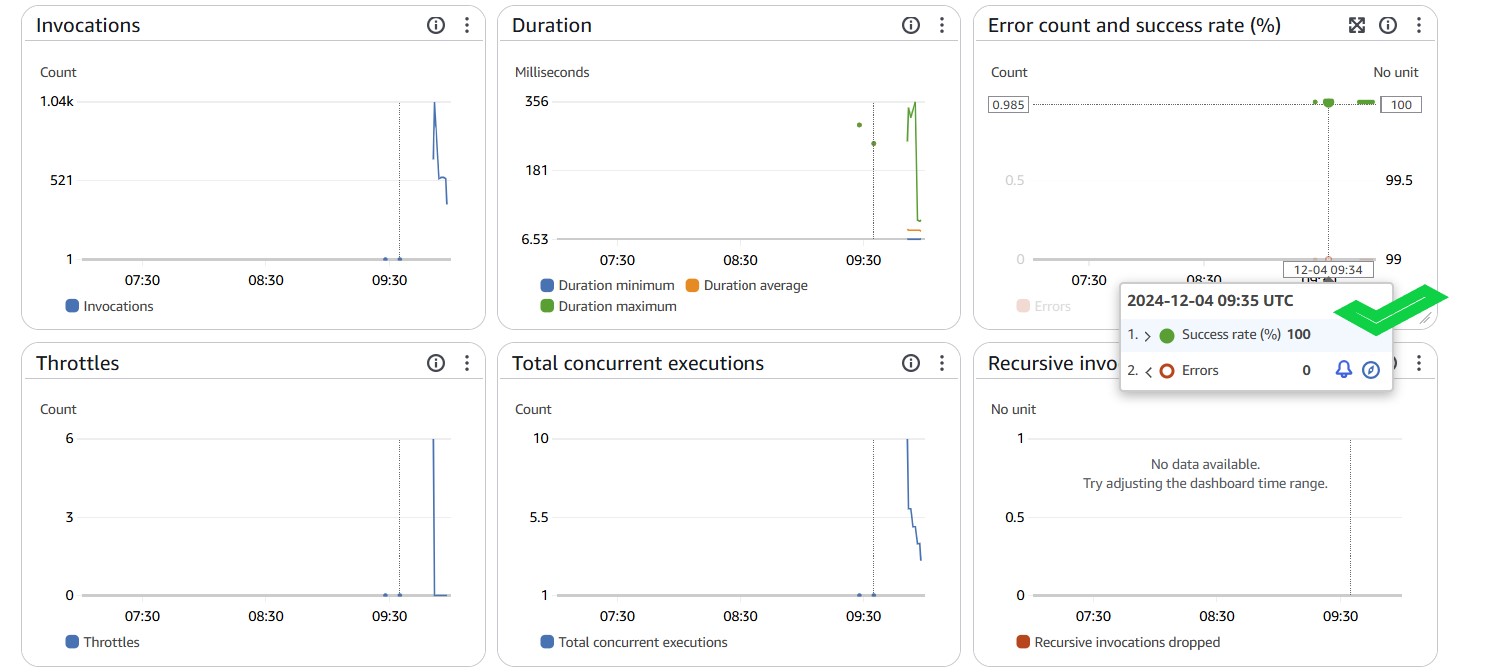 Invocations
Count
1.04k
521
1
07:30 08:30 09:30
Invocations
Duration
Milliseconds
356
181
6.53
07:30 08:30 09:30
Duration minimum Duration average
Duration maximum
Error count and success rate (%)
Count No unit
0.985 100
0.5 99.5
0 99
12-04 09:34
07:30 08:30 09:30
Errors
2024-12-04 09:35 UTC
1. > Success rate (%) 100
2. < Errors 0
Throttles
Count
6
3
0
07:30 08:30 09:30
Throttles
Total concurrent executions
Count
10
5.5
1
07:30 08:30 09:30
Total concurrent executions
Recursive invo
No unit
1
No data available.
Try adjusting the dashboard time range.
0.5
0
07:30 08:30 09:30
Recursive invocations dropped